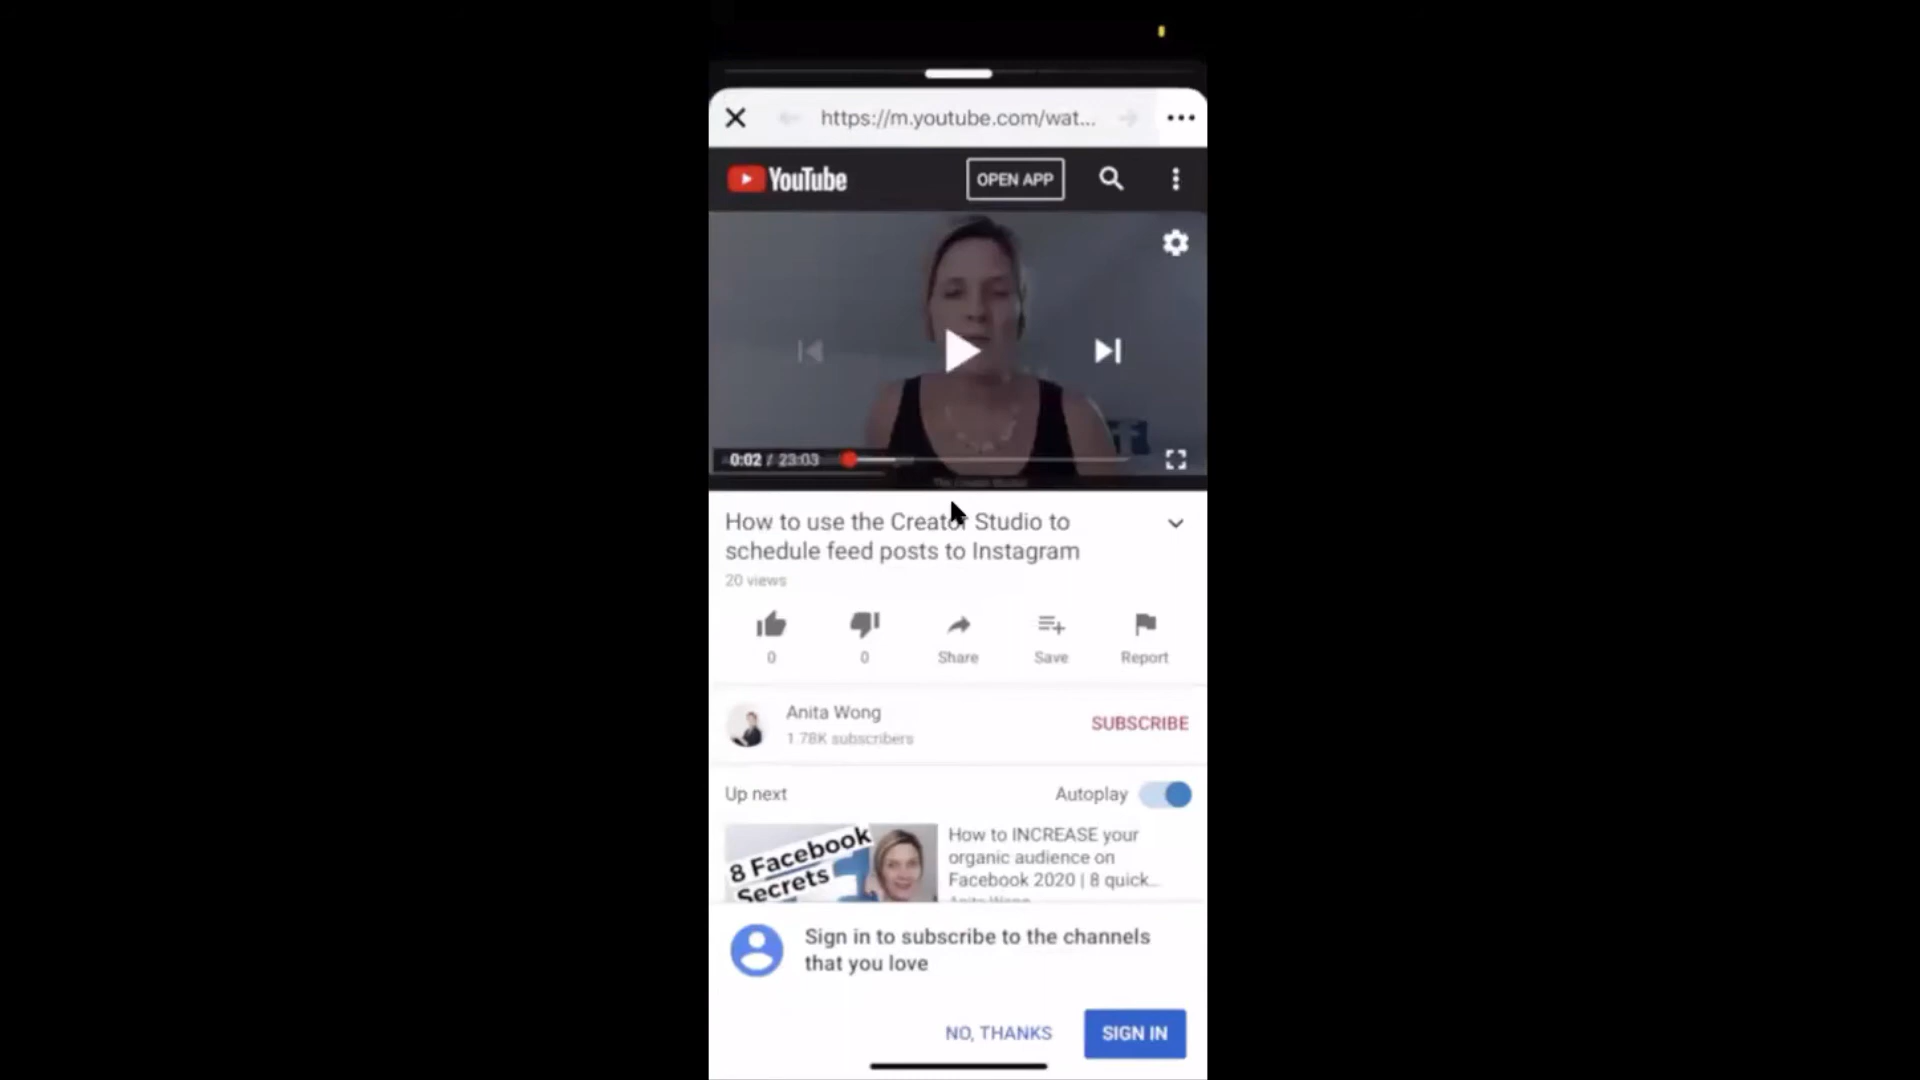 https://m.youtube.com/wat...
YouTube
OPEN APP
0:02 / 23:03
How to use the Creator Studio to
schedule feed posts to Instagram
20 views
0
0
Share
Save
Report
Anita Wong
1.78K subscribers
SUBSCRIBE
Up next
Autoplay
8 Facebook
Secrets
How to INCREASE your
organic audience on
Facebook 2020 | 8 quick...
Anita Wong
Sign in to subscribe to the channels
that you love
NO, THANKS
SIGN IN